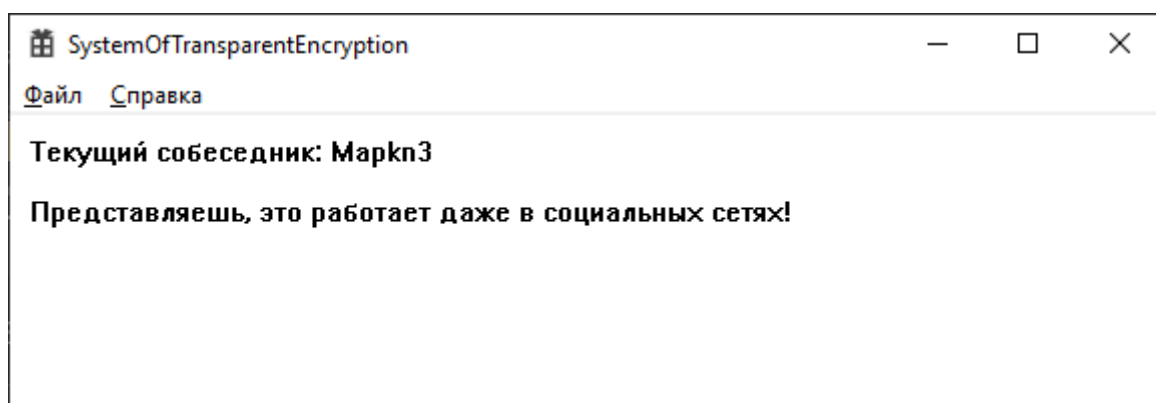 SystemOfTransparentEncryption
Файл Справка
Текущий собеседник: Mapkn3
Представляешь, это работает даже в социальных сетях!